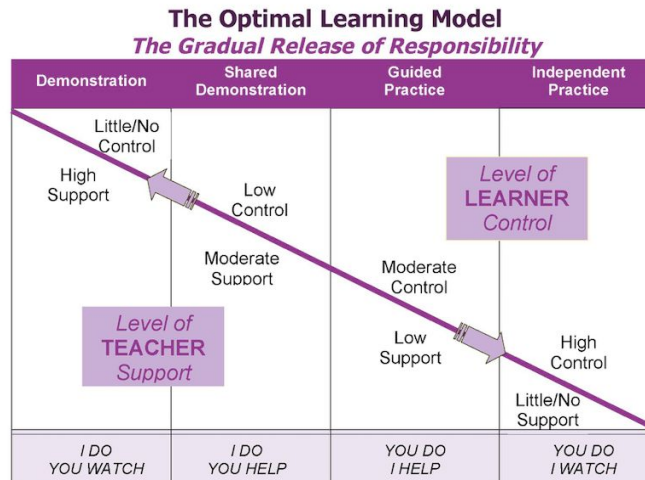 The Optimal Learning Model
The Gradual Release of Responsibility
Demonstration
Shared
Demonstration
Guided
Practice
Independent
Practice
Little/No
Control
High
Support
Low
Control
Moderate
Support
Level of
LEARNER
Control
Moderate
Control
Low
Support
Level of
TEACHER
Support
High
Control
Little/No
Support
I DO
YOU WATCH
I DO
YOU HELP
YOU DO
I HELP
YOU DO
I WATCH